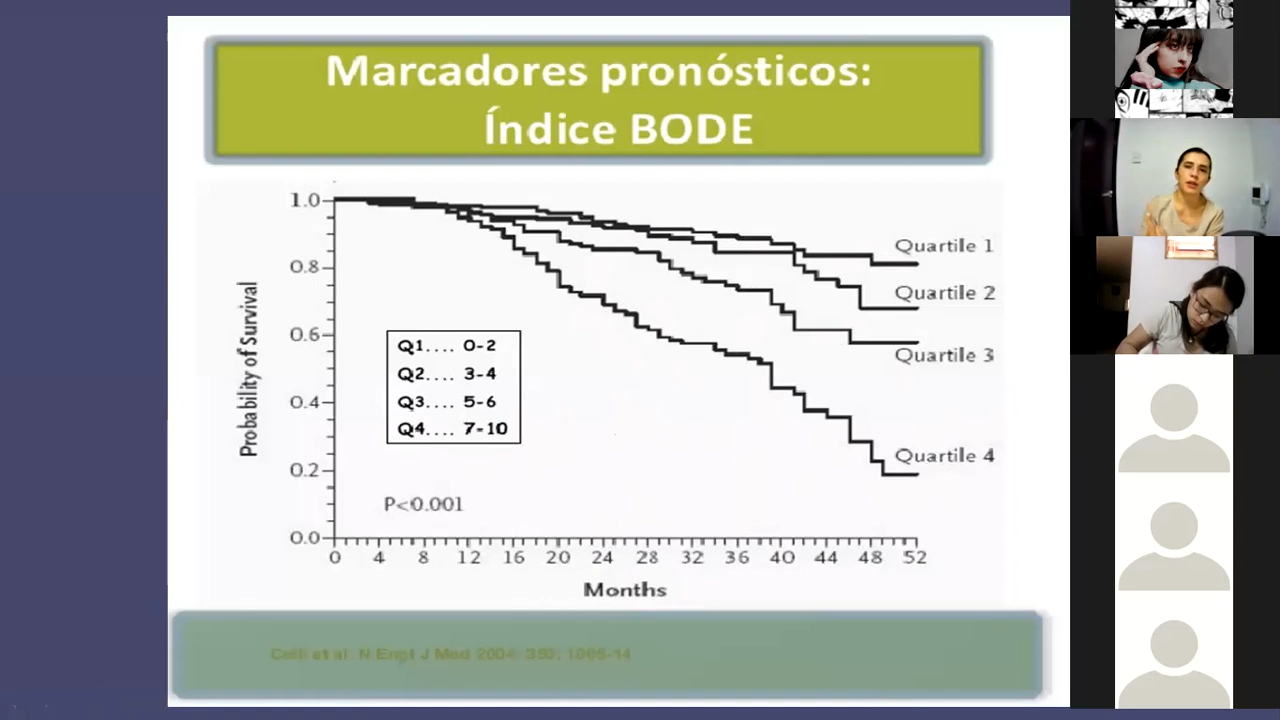 Marcadores pronósticos:
Índice BODE
Probability of Survival
1.0
0.8
0.6
0.4
0.2
0.0
Quartile 1
Quartile 2
Quartile 3
Quartile 4
Q1.... 0-2
Q2.... 3-4
Q3.... 5-6
Q4.... 7-10
P<0.001
0 4 8 12 16 20 24 28 32 36 40 44 48 52
Months
Celli et al. N Engl J Med 2004; 350; 1005-14